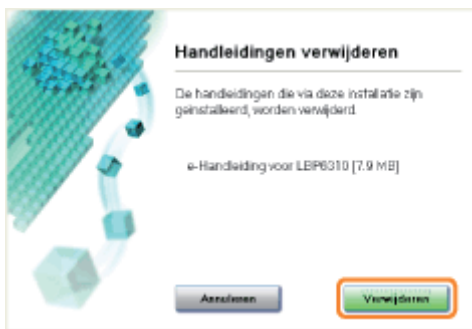 Handleidingen verwijderen
De handleidingen die via deze installatie zijn
geïnstalleerd, worden verwijderd.
e-Handleiding voor LBP6310 [7.9 MB]
Annuleren
Verwijderen